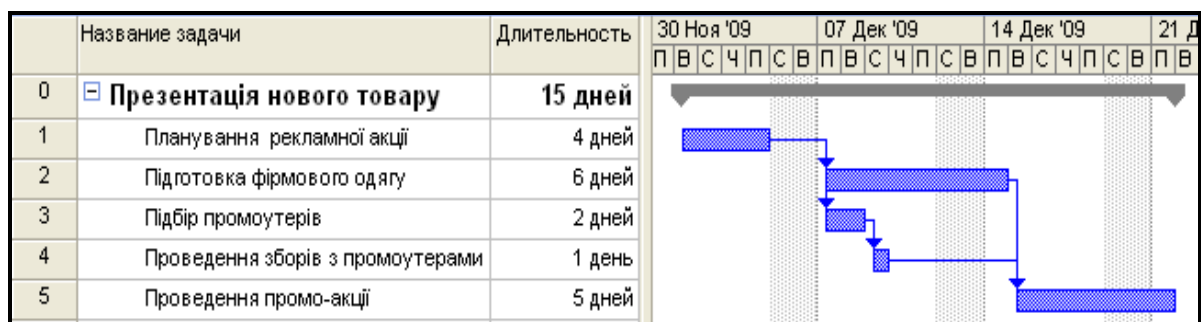 Название задачи Длительность 30 Ноя '09 07 Дек '09 14 Дек '09 21 Д
П В С Ч П С В П В С Ч П С В П В С Ч П С В П В
0 Презентація нового товару 15 дней
1 Планування рекламної акції 4 дней
2 Підготовка фірмового одягу 6 дней
3 Підбір промоутерів 2 дней
4 Проведення зборів з промоутерами 1 день
5 Проведення промо-акції 5 дней